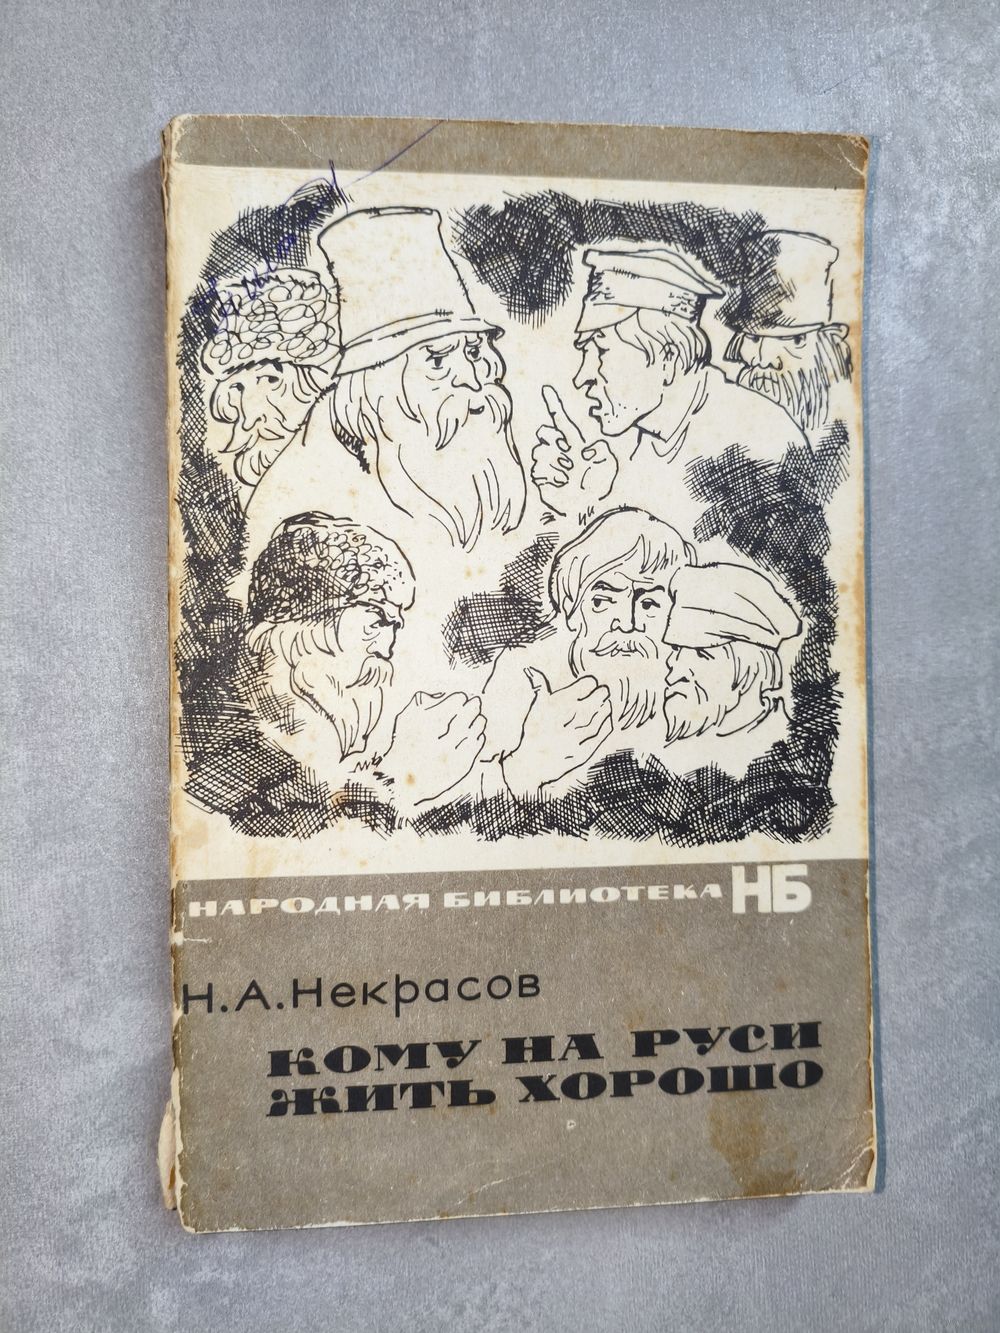 НАРОДНАЯ БИБЛИОТЕКА НБ
Н.А.Некрасов
КОМУ НА РУСИ
ЖИТЬ ХОРОШО